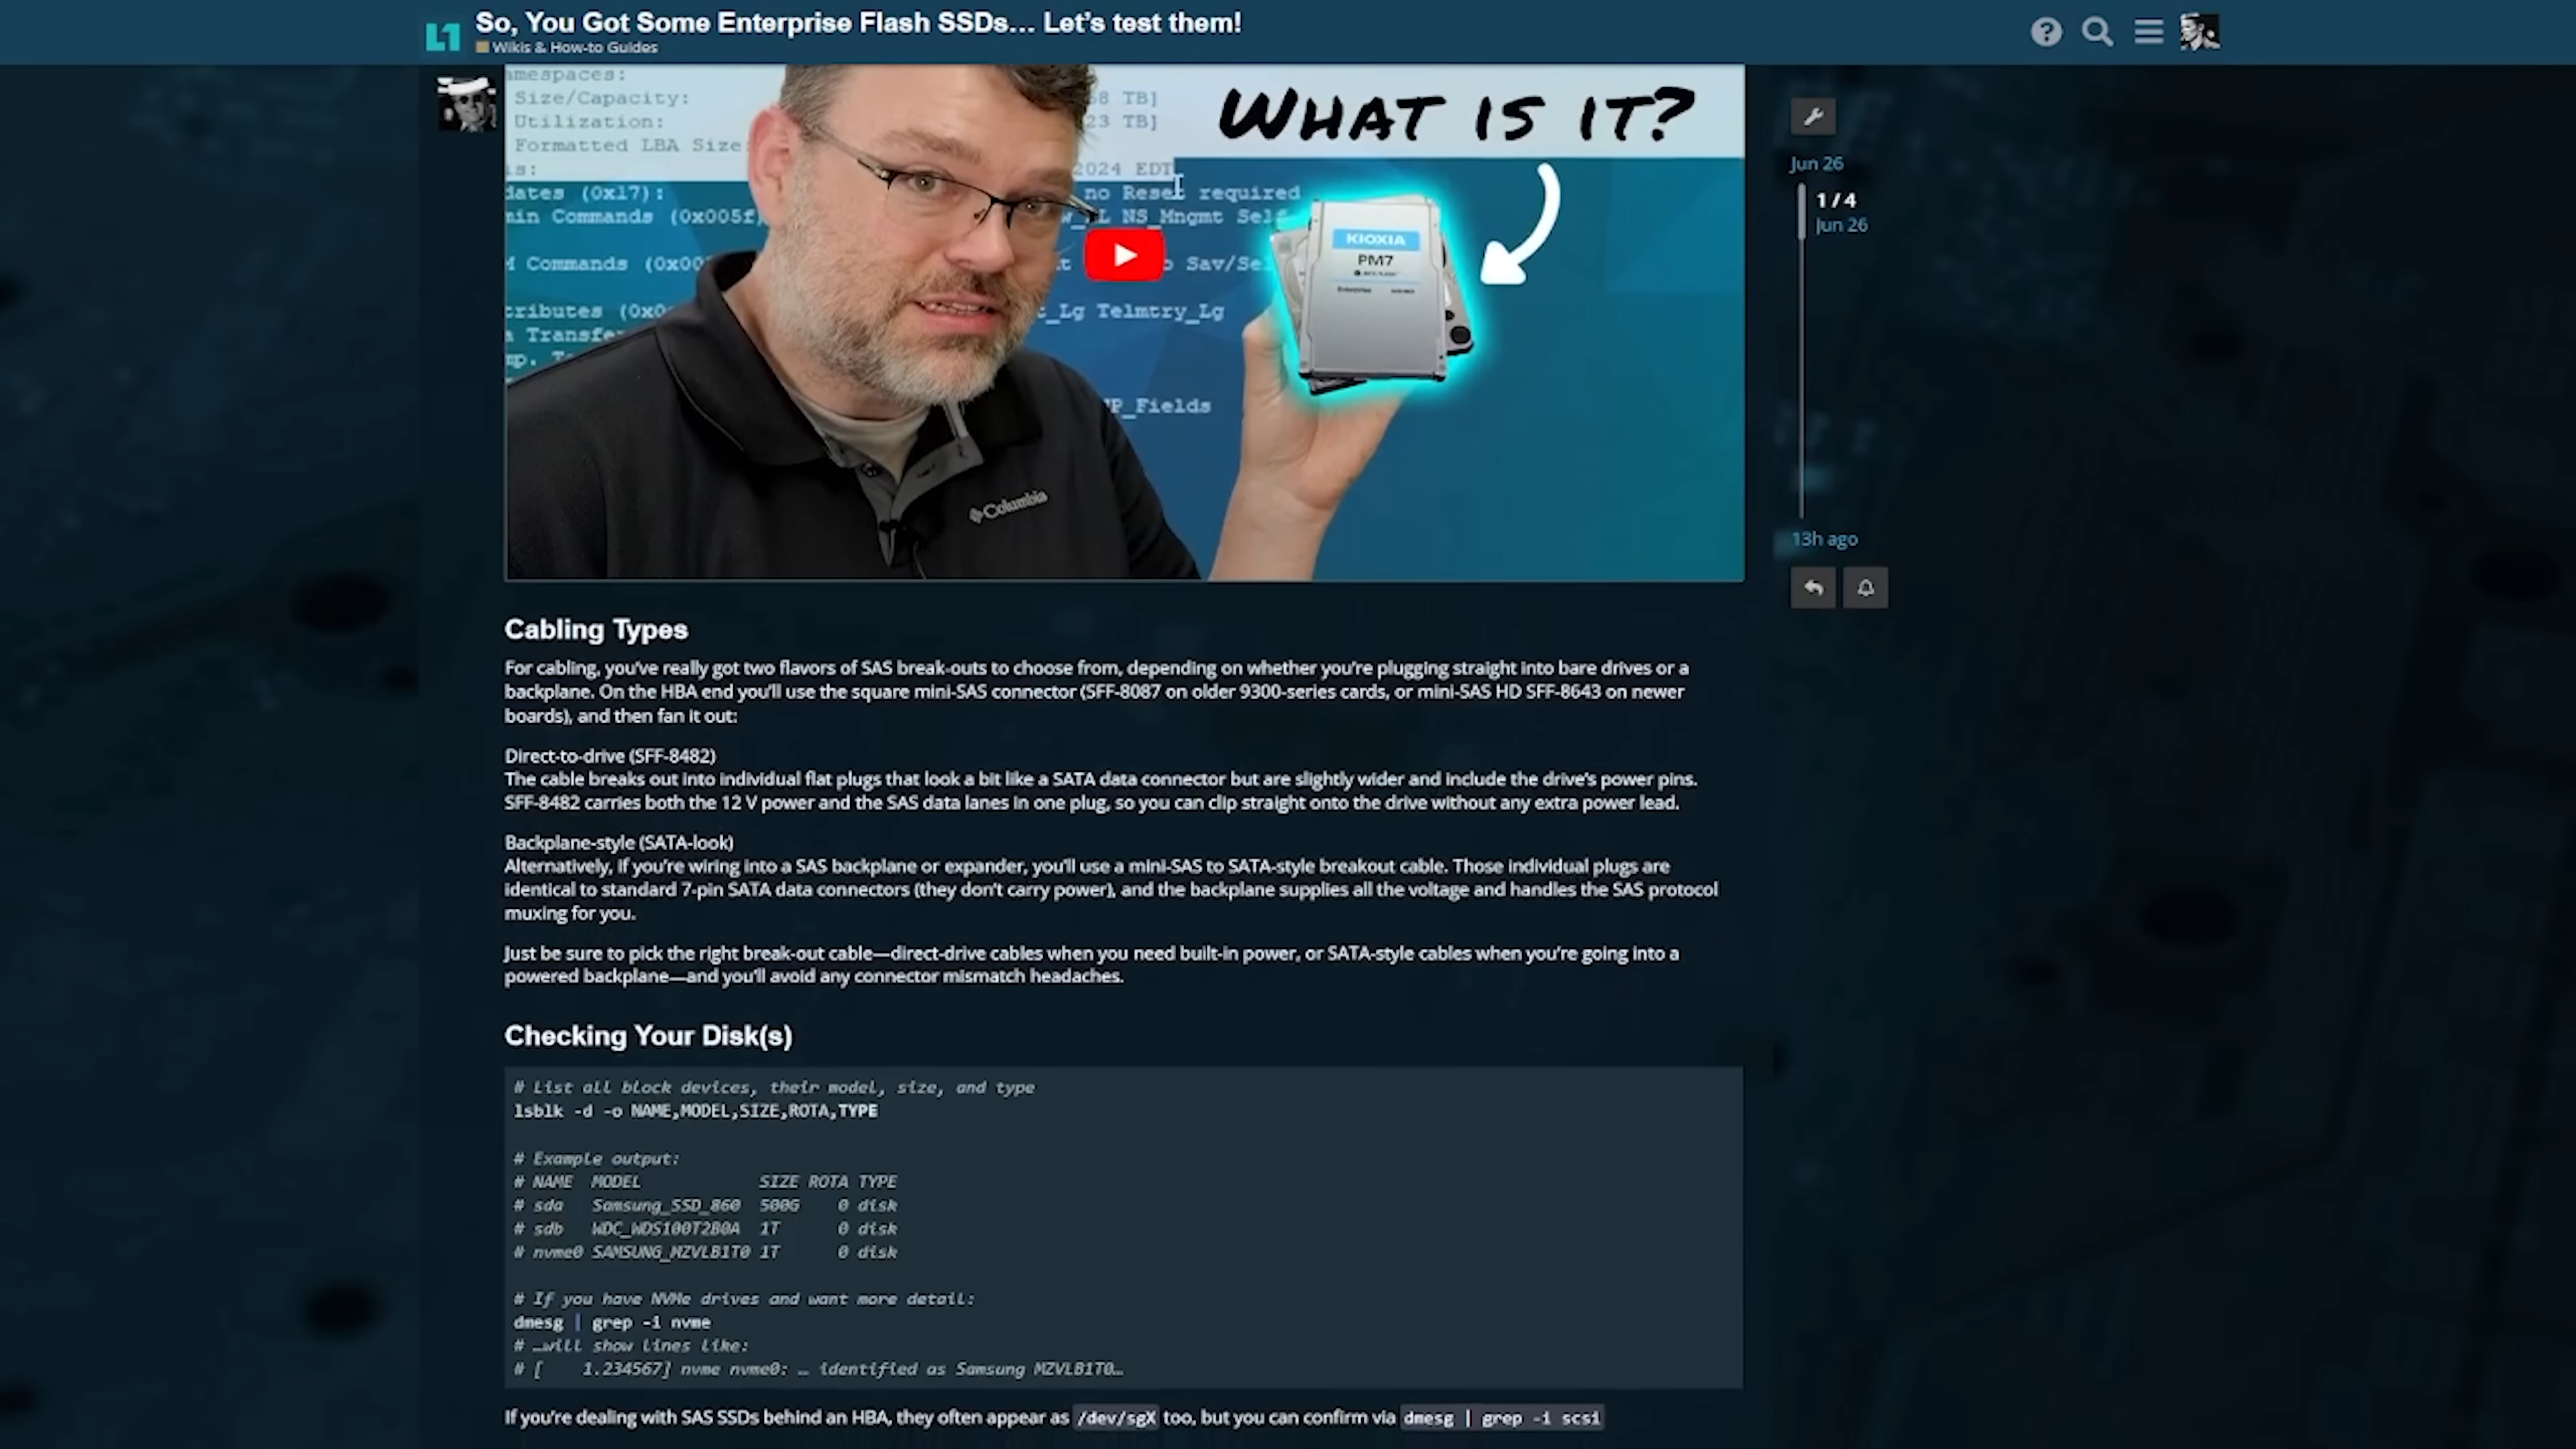 So, You Got Some Enterprise Flash SSDs… Let's test them!
Wikis & How-to Guides
Size/Capacity:
Utilization:
Formatted LBA Size:
8 TB]
23 TB]
2024 EDT
no Reset required
NS_Mngmt
Commands
_Lg Telmtry_Lg
P_Fields
WHAT IS IT?
KIOXIA
PM7
Columbia
Jun 26
1 / 4
Jun 26
13h ago
Cabling Types
For cabling, you've really got two flavors of SAS break-outs to choose from, depending on whether you're plugging straight into bare drives or a
backplane. On the HBA end you'll use the square mini-SAS connector (SFF-8087 on older 9300-series cards, or mini-SAS HD SFF-8643 on newer
boards), and then fan it out:
Direct-to-drive (SFF-8482)
The cable breaks out into individual flat plugs that look a bit like a SATA data connector but are slightly wider and include the drive's power pins.
SFF-8482 carries both the 12 V power and the SAS data lanes in one plug, so you can clip straight onto the drive without any extra power lead.
Backplane-style (SATA-look)
Alternatively, if you're wiring into a SAS backplane or expander, you'll use a mini-SAS to SATA-style breakout cable. Those individual plugs are
identical to standard 7-pin SATA data connectors (they don't carry power), and the backplane supplies all the voltage and handles the SAS protocol
muxing for you.
Just be sure to pick the right break-out cable—direct-drive cables when you need built-in power, or SATA-style cables when you're going into a
powered backplane—and you'll avoid any connector mismatch headaches.
Checking Your Disk(s)
# List all block devices, their model, size, and type
lsblk -d -o NAME,MODEL,SIZE,ROTA,TYPE
# Example output:
# NAME MODEL SIZE ROTA TYPE
# sda Samsung_SSD_860 500G 0 disk
# sdb WDC_WDS100T2B0A 1T 0 disk
# nvme0 SAMSUNG_MZVLB1T0 1T 0 disk
# If you have NVMe drives and want more detail:
dmesg | grep -i nvme
# …will show lines like:
# [ 1.234567] nvme nvme0: … identified as Samsung MZVLB1T0…
If you're dealing with SAS SSDs behind an HBA, they often appear as /dev/sgX too, but you can confirm via dmesg | grep -i scsi